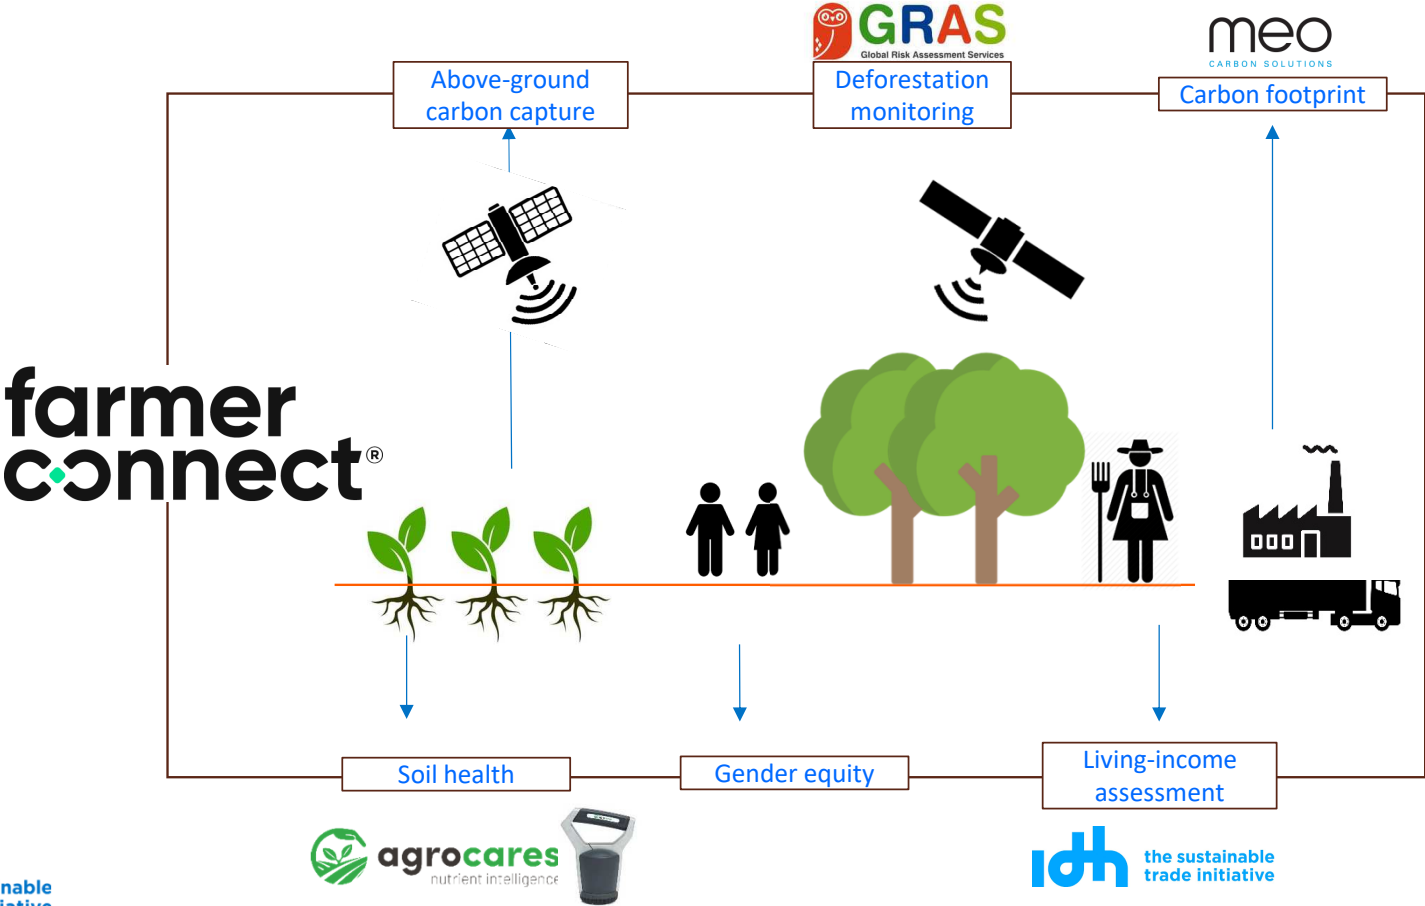 GRAS
Global Risk Assessment Services
meo
CARBON SOLUTIONS
Above-ground
carbon capture
Deforestation
monitoring
Carbon footprint
farmer
connect®
Soil health
Gender equity
Living-income
assessment
agrocares
nutrient intelligence
idh
the sustainable
trade initiative
nable